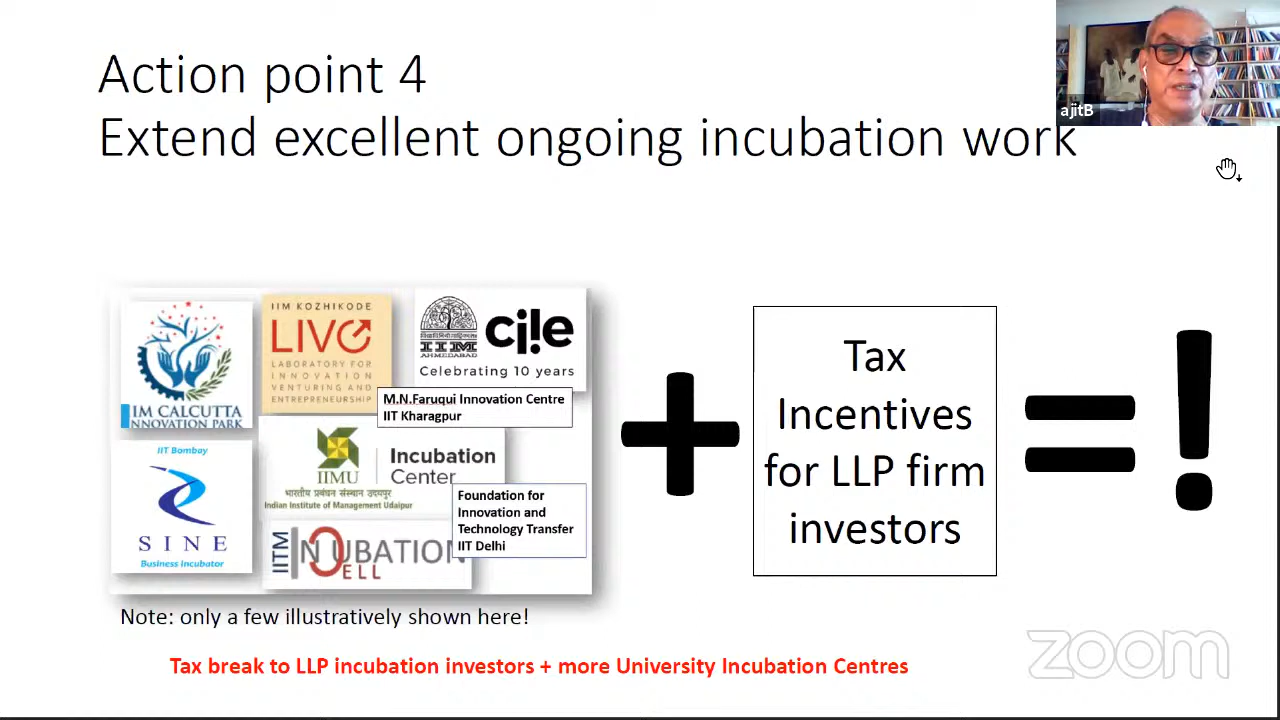 Action point 4
Extend excellent ongoing incubation work
ajitB
IIM CALCUTTA
INNOVATION PARK
IIM KOZHIKODE
LIVE
LABORATORY FOR
INNOVATION
VENTURING AND
ENTREPRENEURSHIP
IIM
AHMEDABAD
ciie
Celebrating 10 years
M.N.Faruqui Innovation Centre
IIT Kharagpur
IIT Bombay
SINE
Business Incubator
IIMU
Incubation
Center
भारतीय प्रबंधन संस्थान उदयपुर
Indian Institute of Management Udaipur
Foundation for
Innovation and
Technology Transfer
IIT Delhi
IITM
INCUBATION
CELL
+
Tax
Incentives
for LLP firm
investors
=
!
Note: only a few illustratively shown here!
Tax break to LLP incubation investors + more University Incubation Centres
zoom